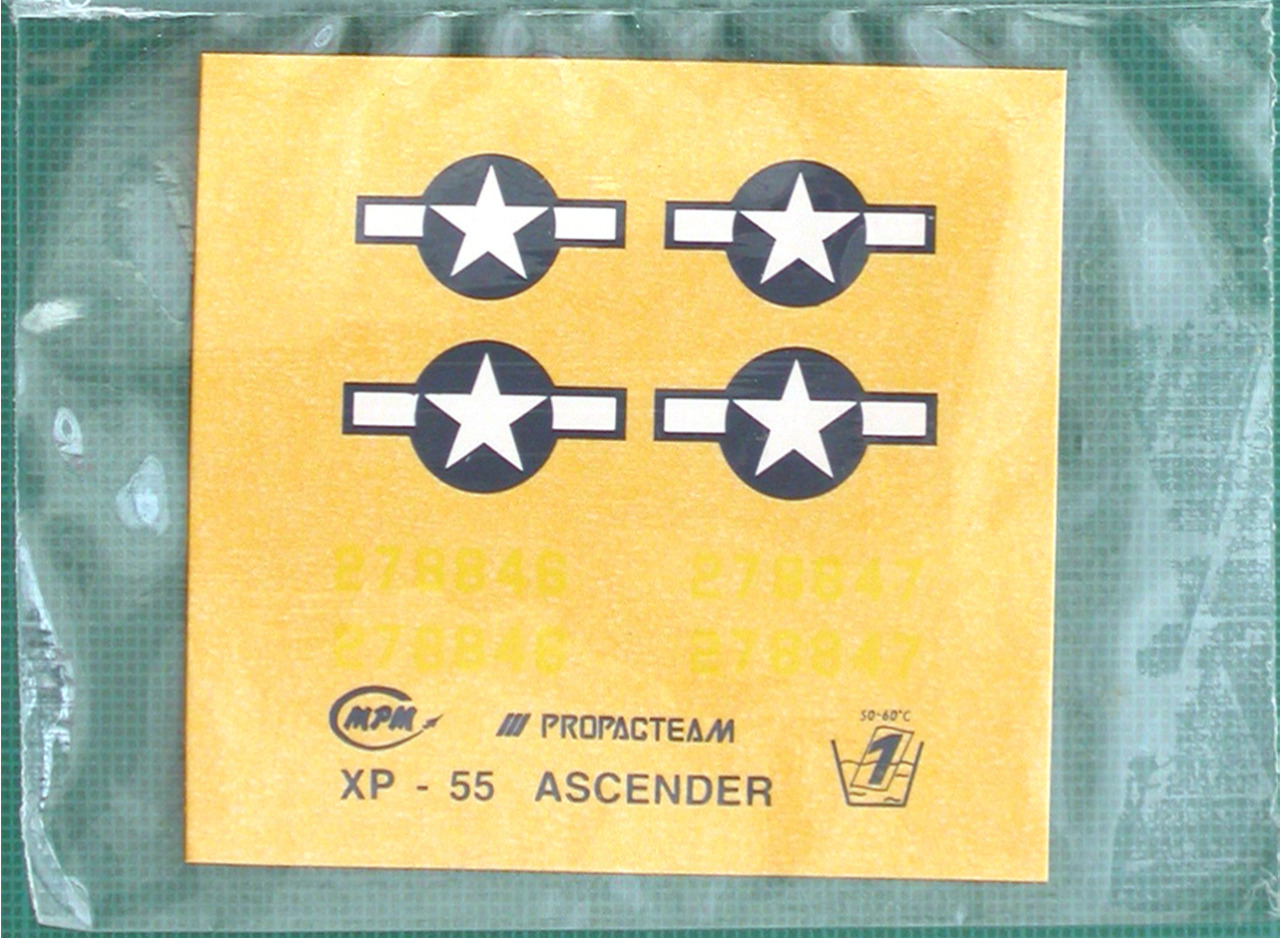 278846 278847
278846 278847
MPM PROPACTEAM 50-60°C
1
XP - 55 ASCENDER